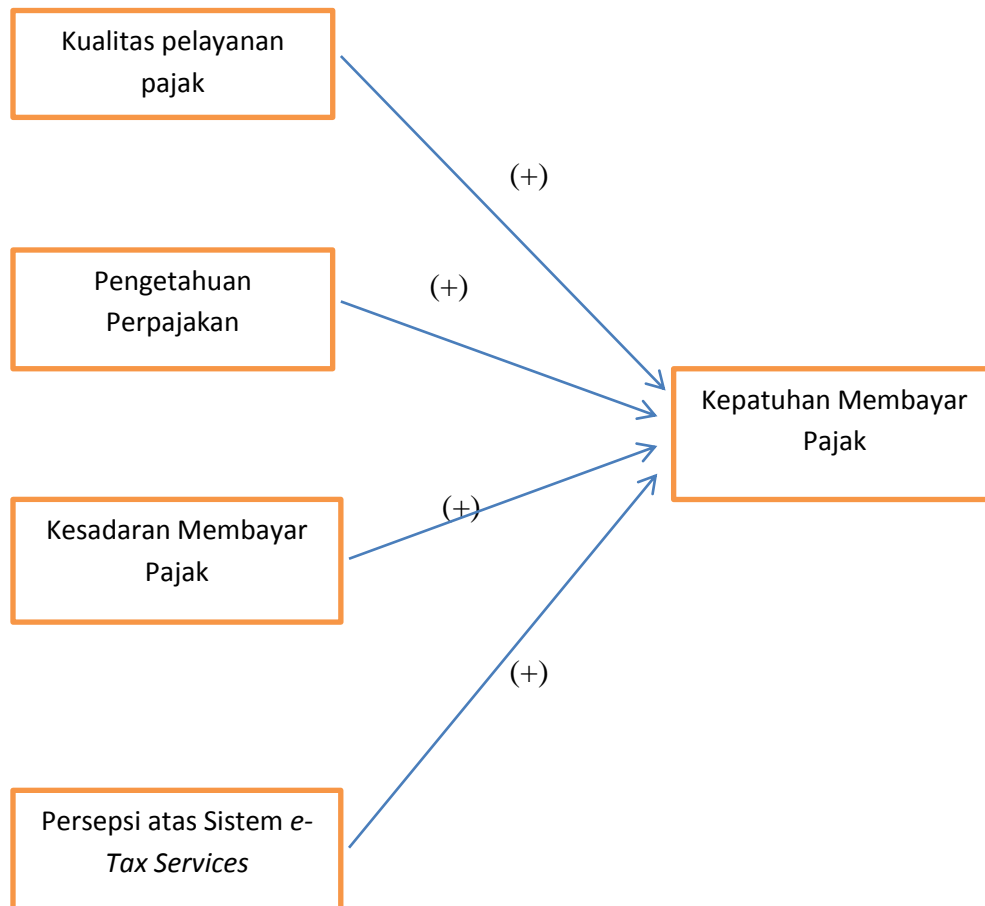 Kualitas pelayanan
pajak
(+)
Pengetahuan
Perpajakan
(+)
Kepatuhan Membayar
Pajak
Kesadaran Membayar
Pajak
(+)
(+)
Persepsi atas Sistem e-
Tax Services